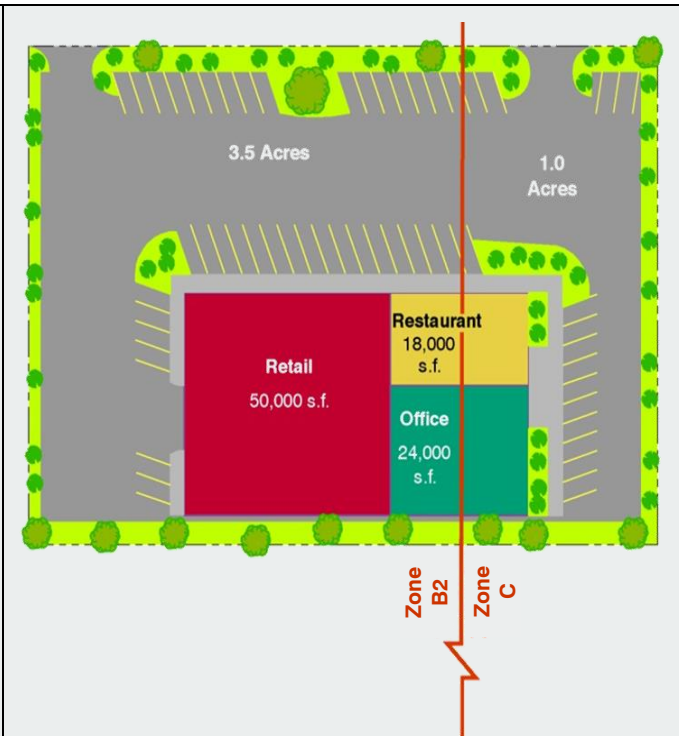 3.5 Acres
1.0
Acres
Restaurant
18,000
s.f.
Retail
50,000 s.f.
Office
24,000
s.f.
Zone
B2
Zone
C